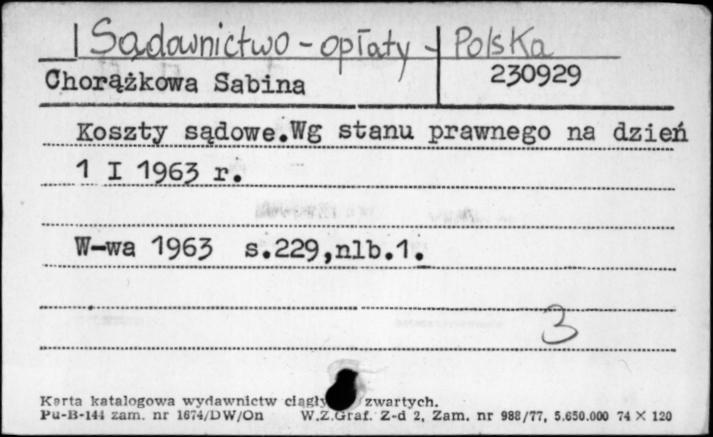 Sądownictwo - opłaty - Polska
Chorążkowa Sabina 230929
Koszty sądowe.Wg stanu prawnego na dzień
1 I 1963 r.
W-wa 1963 s.229,nlb.1.
3
Karta katalogowa wydawnictw ciągły zwartych.
Pu-B-144 zam. nr 1674/DW/On W.Z.Graf. Z-d 2, Zam. nr 988/77, 5.650.000 74 X 120